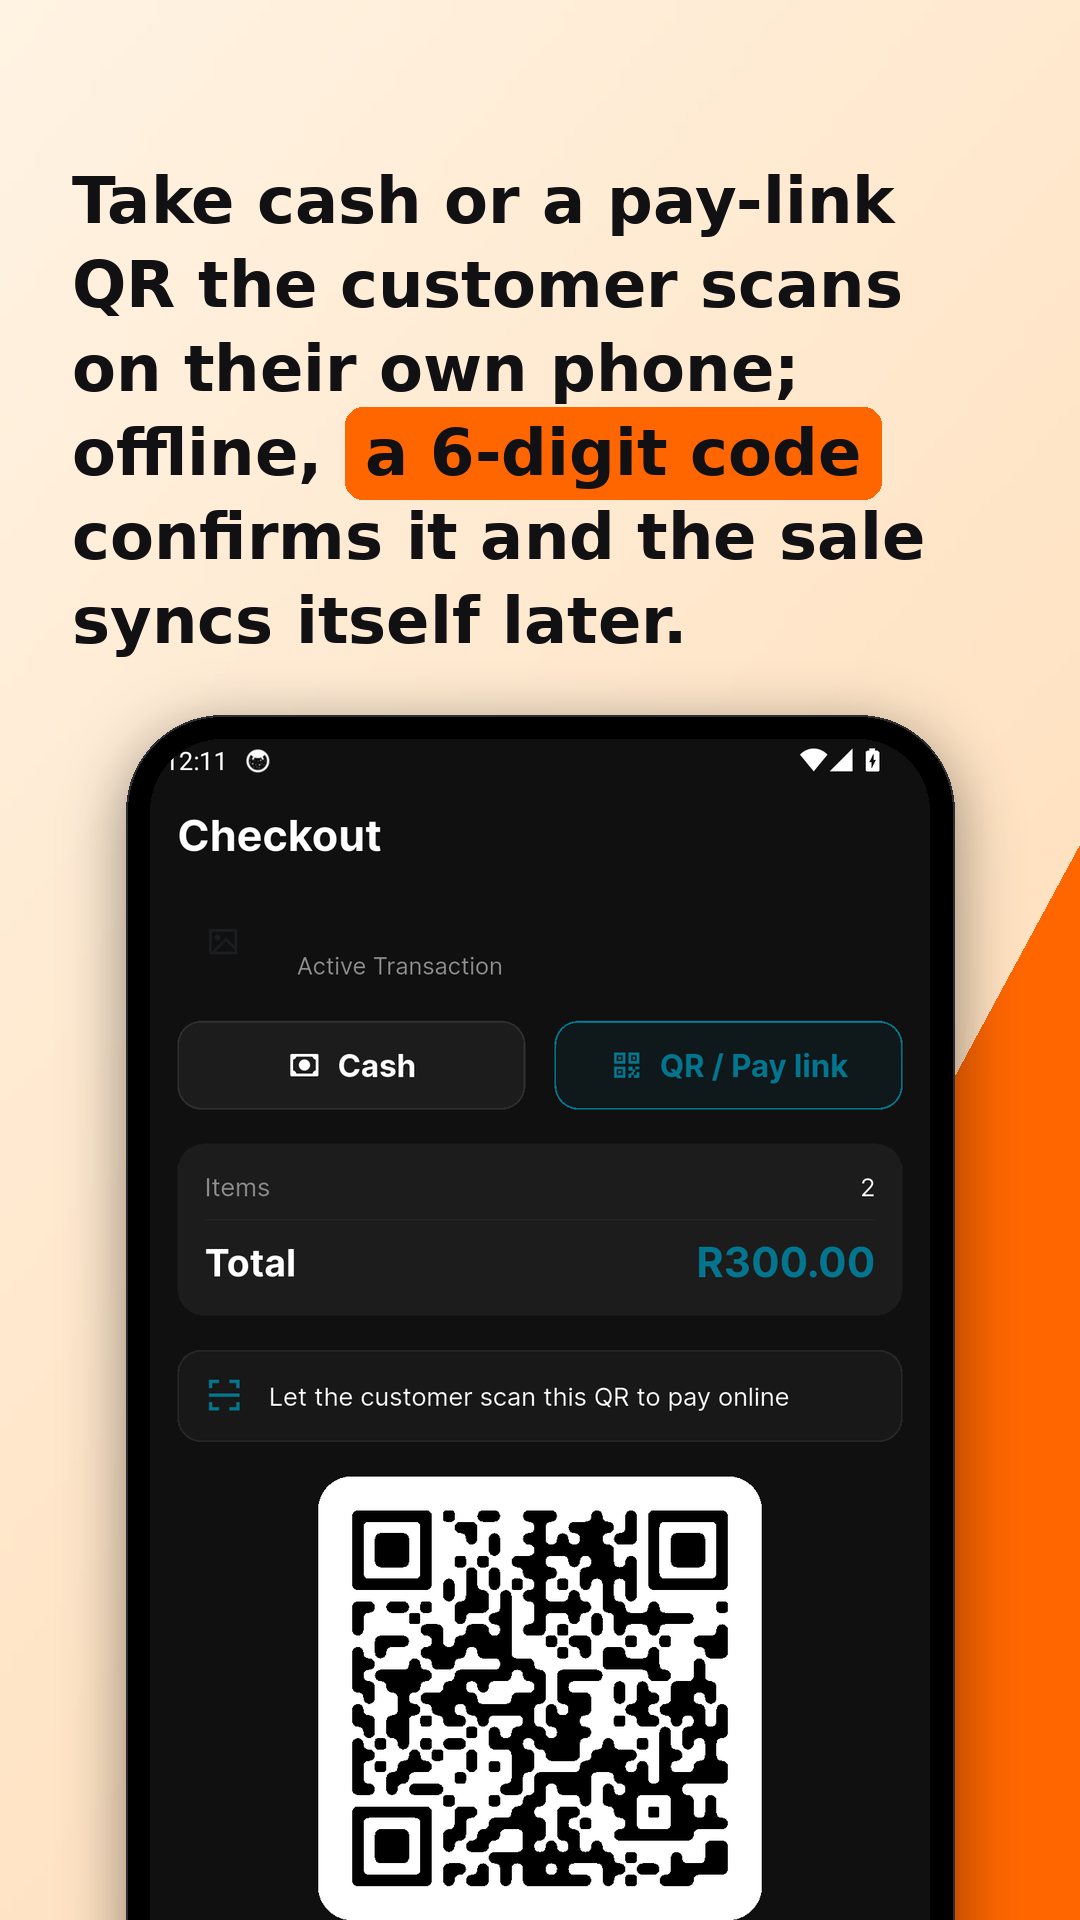 Take cash or a pay-link
QR the customer scans
on their own phone;
offline, a 6-digit code
confirms it and the sale
syncs itself later.
12:11
Checkout
Active Transaction
Cash
QR / Pay link
Items 2
Total R300.00
Let the customer scan this QR to pay online